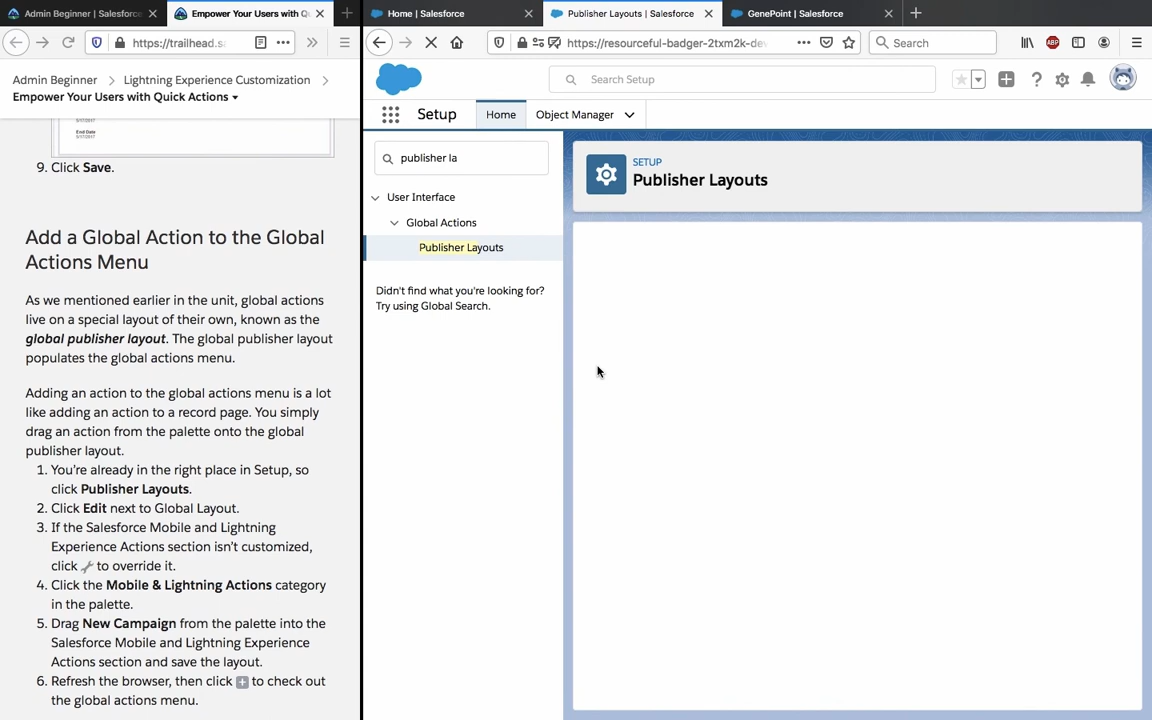 Admin Beginner | Salesforce
Empower Your Users with Q
Home | Salesforce
Publisher Layouts | Salesforce
GenePoint | Salesforce
https://trailhead.s
https://resourceful-badger-2txm2k-de
Search
Admin Beginner
Lightning Experience Customization
Empower Your Users with Quick Actions
Search Setup
Setup
Home
Object Manager
End Date
9. Click Save.
Add a Global Action to the Global
Actions Menu
As we mentioned earlier in the unit, global actions
live on a special layout of their own, known as the
global publisher layout. The global publisher layout
populates the global actions menu.
Adding an action to the global actions menu is a lot
like adding an action to a record page. You simply
drag an action from the palette onto the global
publisher layout.
1. You're already in the right place in Setup, so
click Publisher Layouts.
2. Click Edit next to Global Layout.
3. If the Salesforce Mobile and Lightning
Experience Actions section isn't customized,
click to override it.
4. Click the Mobile & Lightning Actions category
in the palette.
5. Drag New Campaign from the palette into the
Salesforce Mobile and Lightning Experience
Actions section and save the layout.
6. Refresh the browser, then click to check out
the global actions menu.
publisher la
User Interface
Global Actions
Publisher Layouts
Didn't find what you're looking for?
Try using Global Search.
SETUP
Publisher Layouts